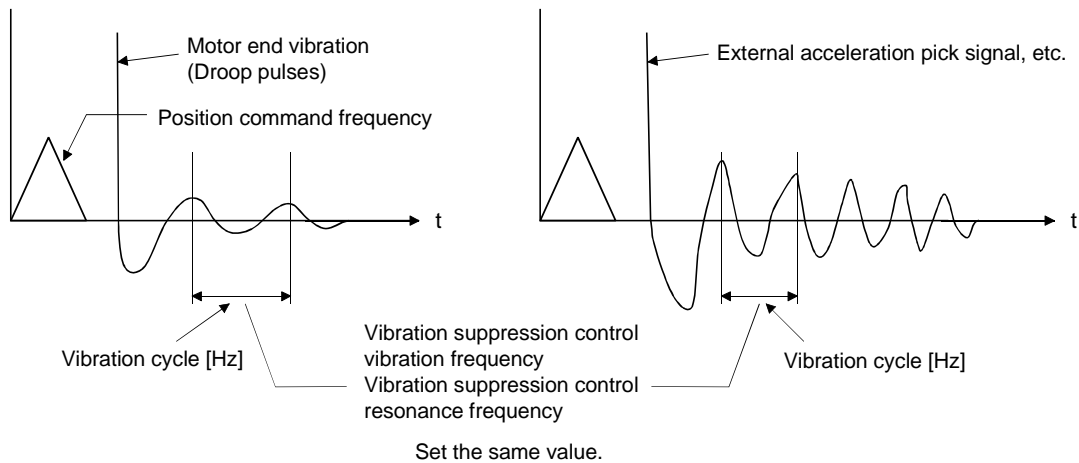 Motor end vibration
(Droop pulses)
Position command frequency
t
External acceleration pick signal, etc.
t
Vibration cycle [Hz]
Vibration suppression control
vibration frequency
Vibration suppression control
resonance frequency
Vibration cycle [Hz]
Set the same value.